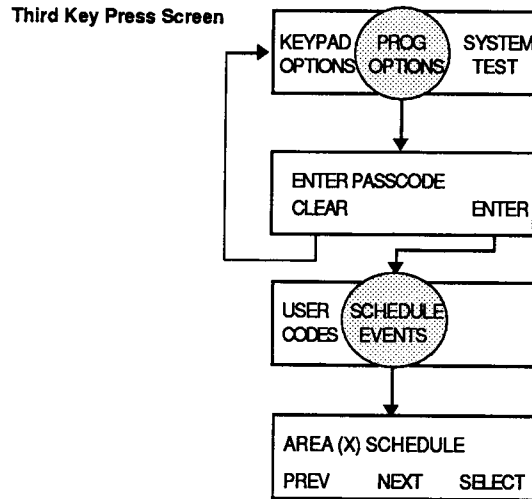 Third Key Press Screen
KEYPAD PROG SYSTEM
OPTIONS OPTIONS TEST
ENTER PASSCODE
CLEAR ENTER
USER SCHEDULE
CODES EVENTS
AREA (X) SCHEDULE
PREV NEXT SELECT